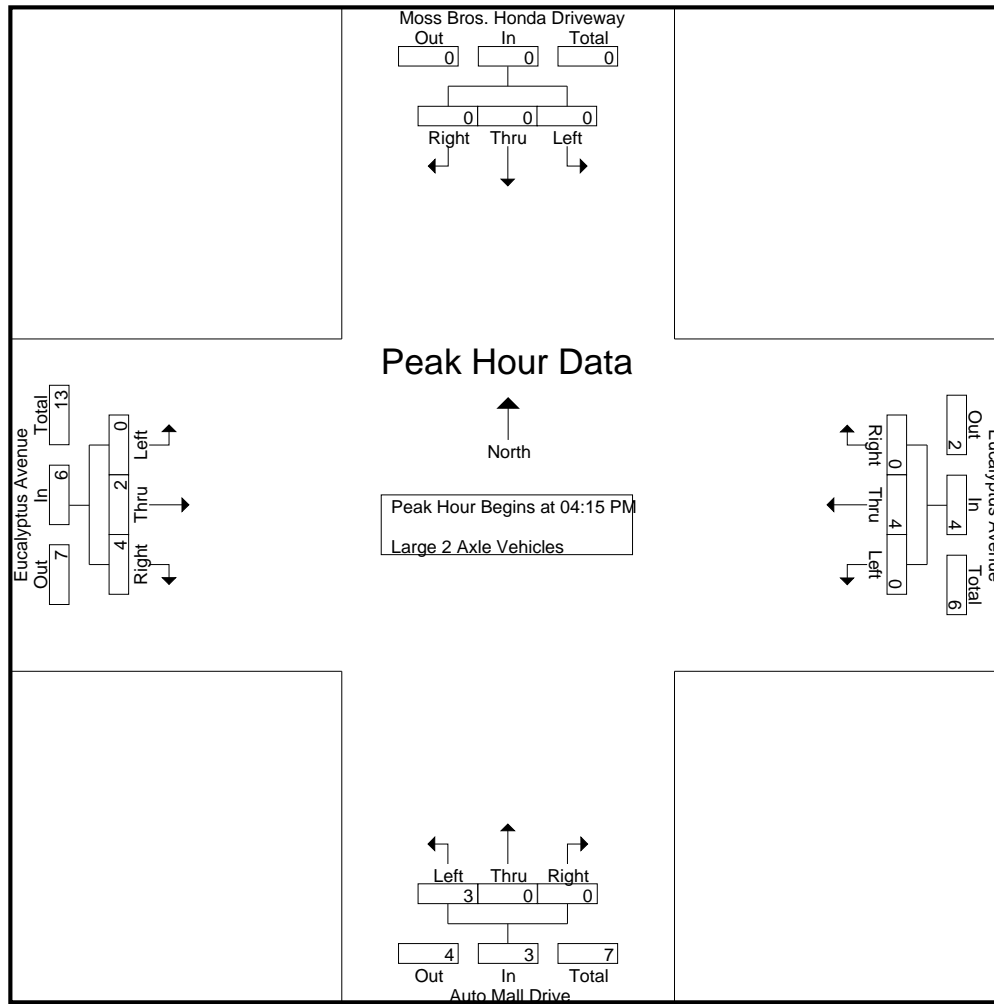 Moss Bros. Honda Driveway
Out In Total
0 0 0
0 0 0
Right Thru Left
Peak Hour Data
North
Peak Hour Begins at 04:15 PM
Large 2 Axle Vehicles
Eucalyptus Avenue
Out In Total
7 6 13
4 2 0
Right Thru Left
Eucalyptus Avenue
Out In Total
2 4 6
0 4 0
Right Thru Left
Left Thru Right
3 0 0
4 3 7
Out In Total
Auto Mall Drive